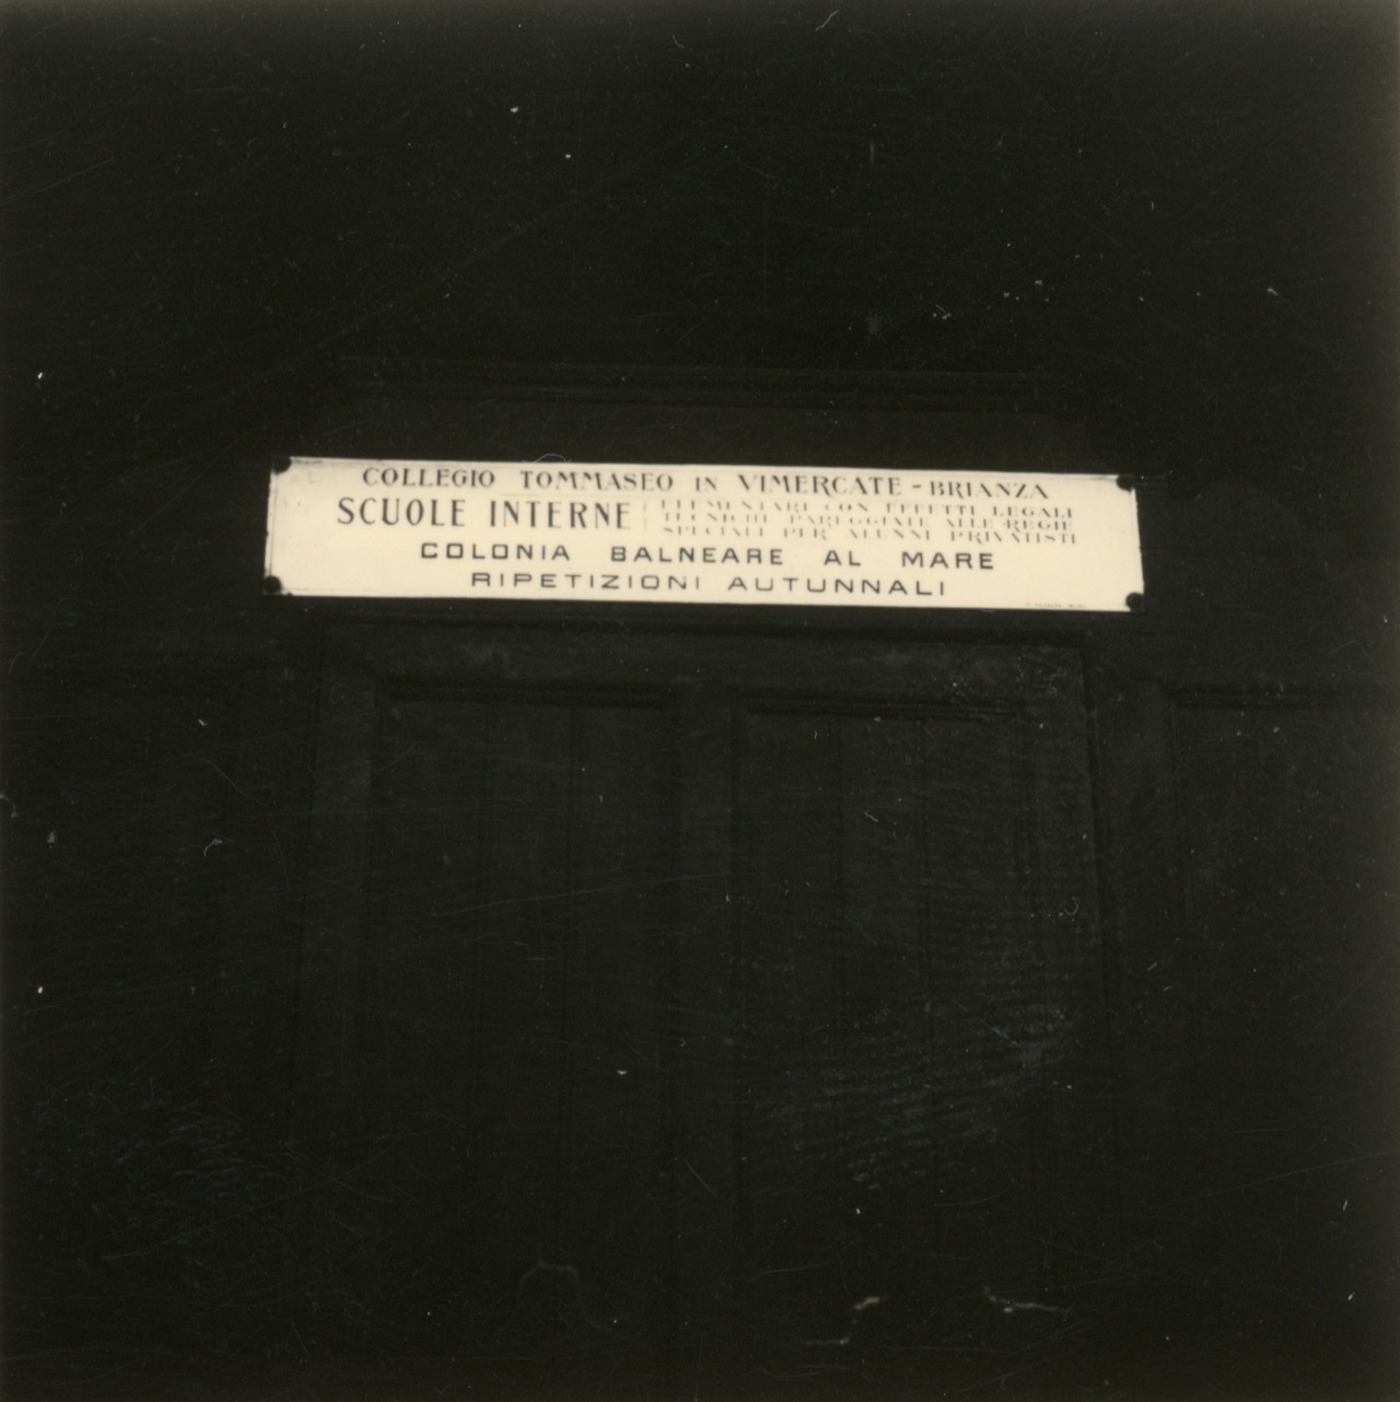 COLLEGIO TOMMASEO IN VIMERCATE - BRIANZA
SCUOLE INTERNE
ELEMENTARI CON EFFETTI LEGALI
TECNICHE PAREGGIATE ALLE REGIE
SPECIALI PER ALUNNI PRIVATISTI
COLONIA BALNEARE AL MARE
RIPETIZIONI AUTUNNALI